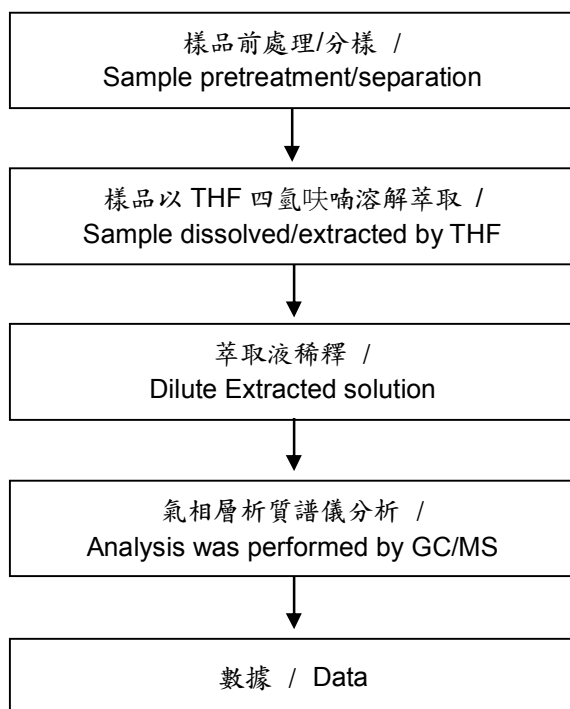 樣品前處理/分樣 /
Sample pretreatment/separation
樣品以 THF 四氫呋喃溶解萃取 /
Sample dissolved/extracted by THF
萃取液稀釋 /
Dilute Extracted solution
氣相層析質譜儀分析 /
Analysis was performed by GC/MS
數據 / Data